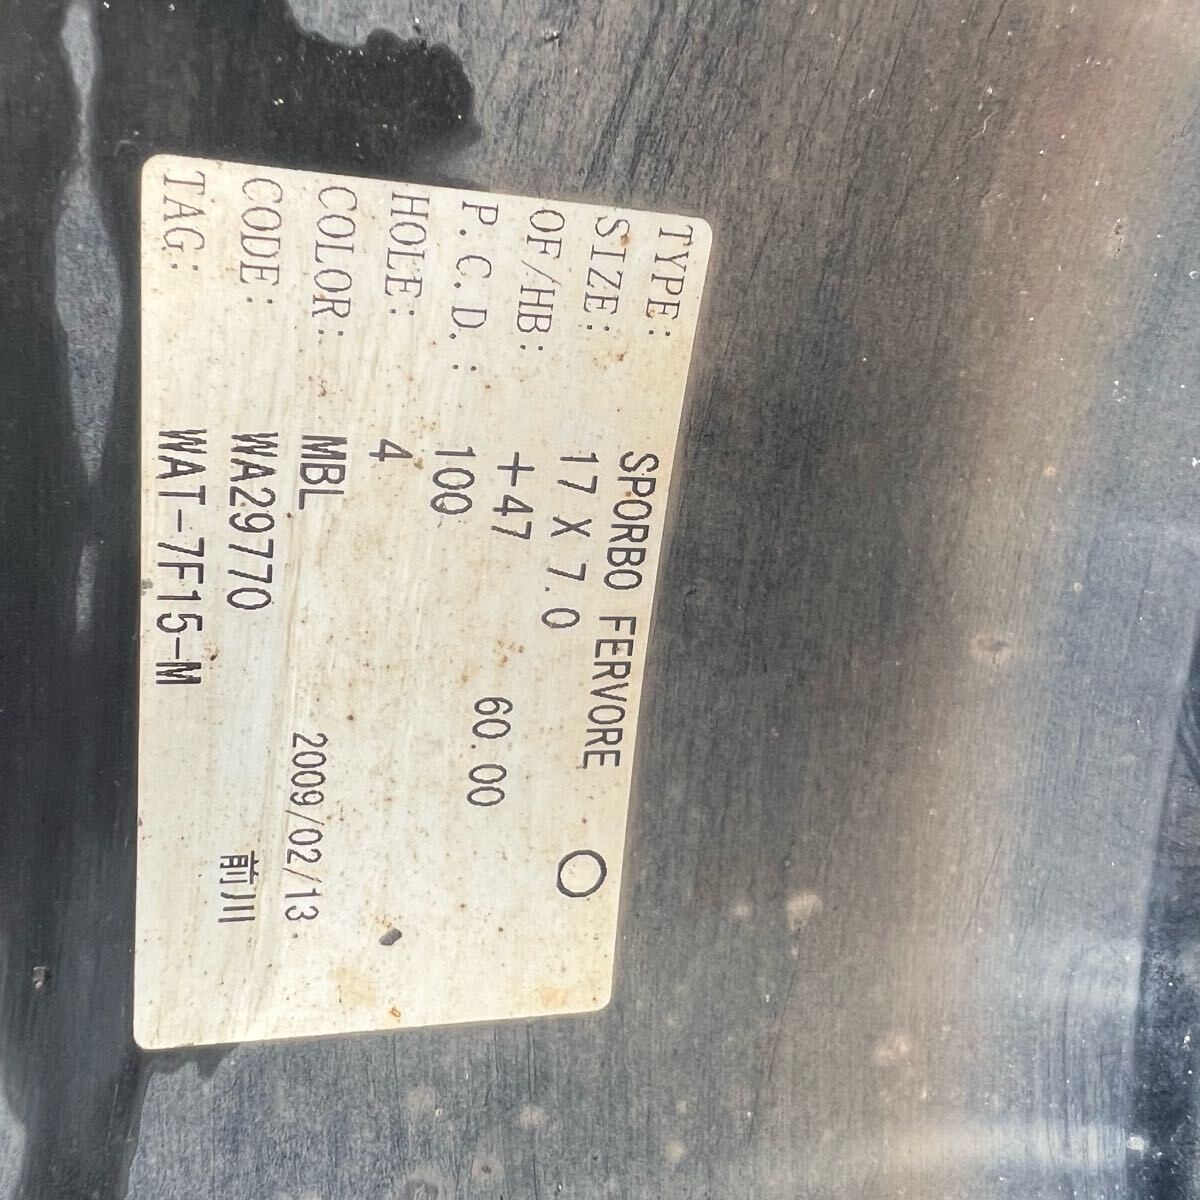 TYPE: SPORBO FERVORE
SIZE: 17 X 7.0 ○
OF/HB: +47 60.00
P.C.D.: 100
HOLE: 4
COLOR: MBL 2009/02/13
CODE: WA29770 前川
TAG: WAT-7F15-M